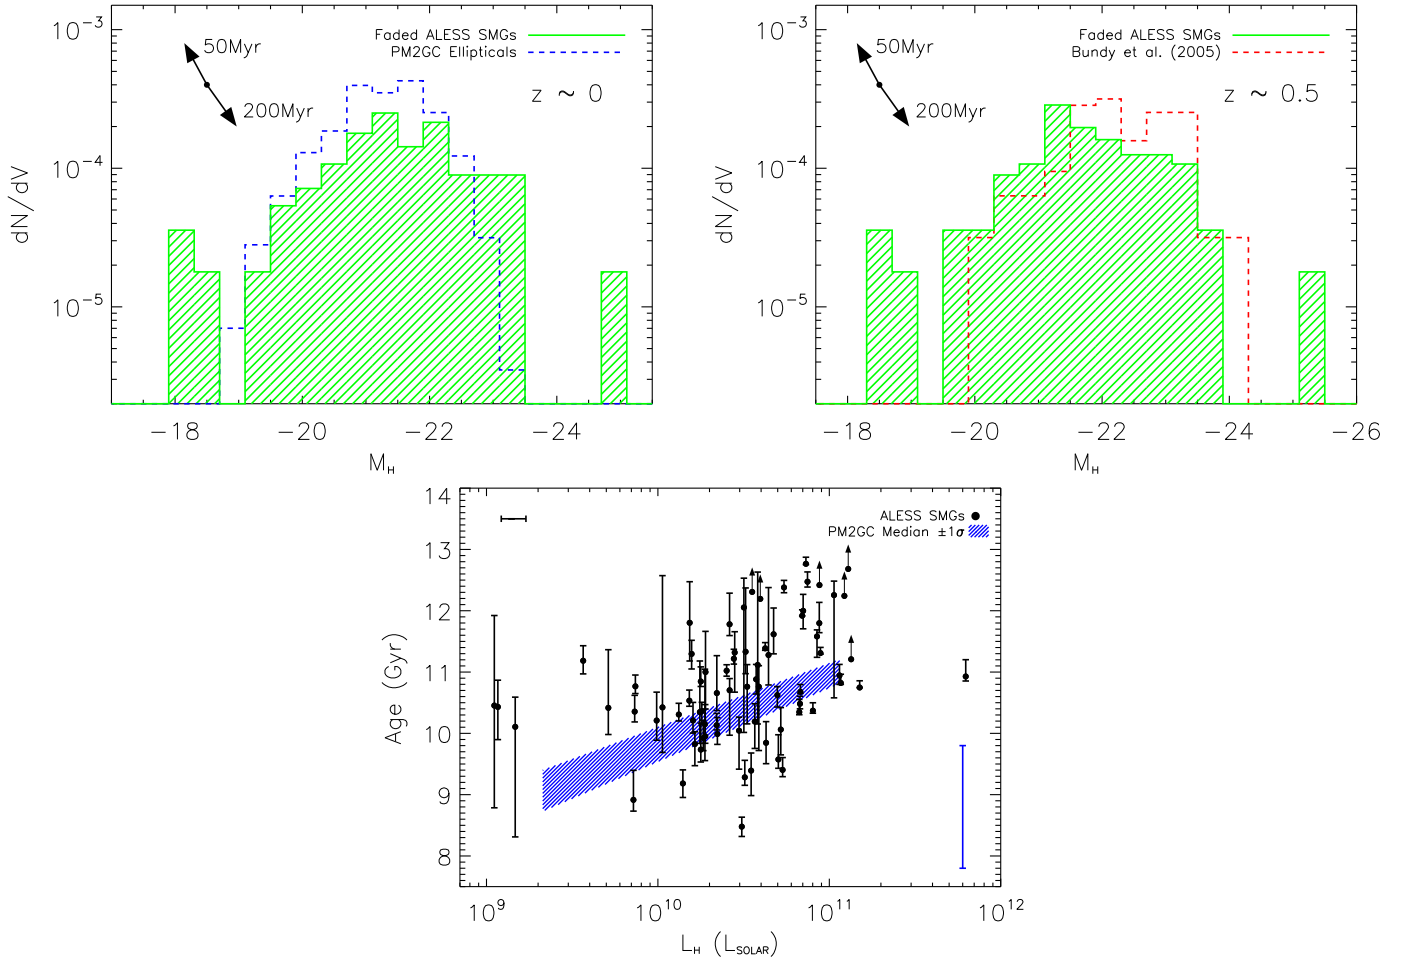 Faded ALESS SMGs
PM2GC Ellipticals
50Myr
200Myr
z ~ 0
10⁻³
10⁻⁴
10⁻⁵
dN/dV
−18 −20 −22 −24
M_H
Faded ALESS SMGs
Bundy et al. (2005)
50Myr
200Myr
z ~ 0.5
10⁻³
10⁻⁴
10⁻⁵
dN/dV
−18 −20 −22 −24 −26
M_H
ALESS SMGs
PM2GC Median ±1σ
14
13
12
11
10
9
8
Age (Gyr)
10⁹ 10¹⁰ 10¹¹ 10¹²
L_H (L_SOLAR)